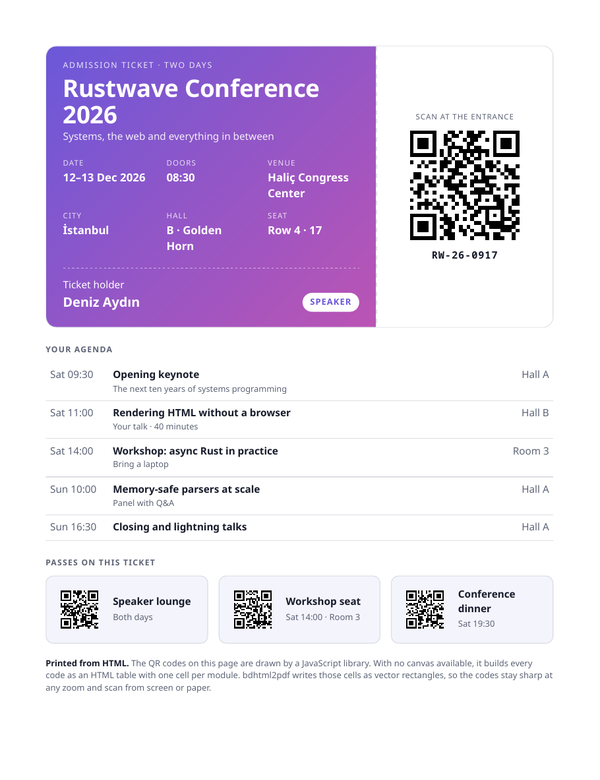 ADMISSION TICKET · TWO DAYS
Rustwave Conference
2026
Systems, the web and everything in between
DATE DOORS VENUE
12–13 Dec 2026 08:30 Haliç Congress
Center
CITY HALL SEAT
İstanbul B · Golden Row 4 · 17
Horn
Ticket holder
Deniz Aydın SPEAKER
SCAN AT THE ENTRANCE
RW-26-0917
YOUR AGENDA
Sat 09:30 Opening keynote Hall A
The next ten years of systems programming
Sat 11:00 Rendering HTML without a browser Hall B
Your talk · 40 minutes
Sat 14:00 Workshop: async Rust in practice Room 3
Bring a laptop
Sun 10:00 Memory-safe parsers at scale Hall A
Panel with Q&A
Sun 16:30 Closing and lightning talks Hall A
PASSES ON THIS TICKET
Speaker lounge
Both days
Workshop seat
Sat 14:00 · Room 3
Conference
dinner
Sat 19:30
Printed from HTML. The QR codes on this page are drawn by a JavaScript library. With no canvas available, it builds every
code as an HTML table with one cell per module. bdhtml2pdf writes those cells as vector rectangles, so the codes stay sharp at
any zoom and scan from screen or paper.